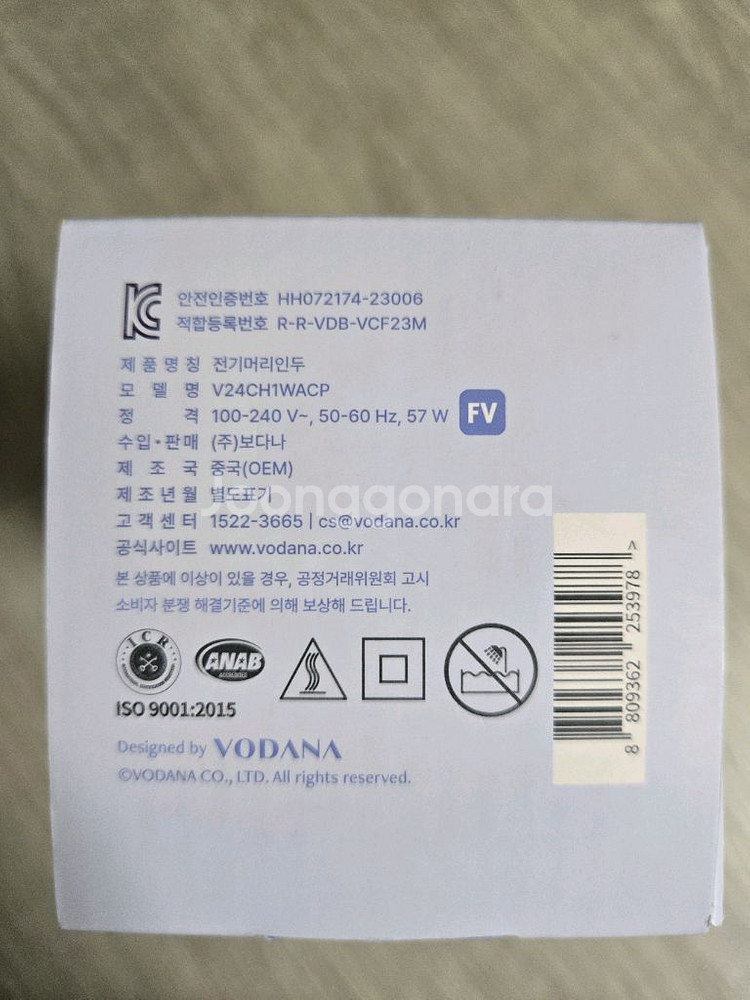 안전인증번호 HH072174-23006
적합등록번호 R-R-VDB-VCF23M
제품명칭 전기머리인두
모델명 V24CH1WACP
정격 100-240 V~, 50-60 Hz, 57 W FV
수입·판매 (주)보다나
제조국 중국(OEM)
제조년월 별도표기
Joonggonara
고객센터 1522-3665 | cs@vodana.co.kr
공식사이트 www.vodana.co.kr
본 상품에 이상이 있을 경우, 공정거래위원회 고시
소비자 분쟁 해결기준에 의해 보상해 드립니다.
ICR
ANAB
ACCREDITED
ISO 9001:2015
Designed by VODANA
©VODANA CO., LTD. All rights reserved.
8 809362 253978 >